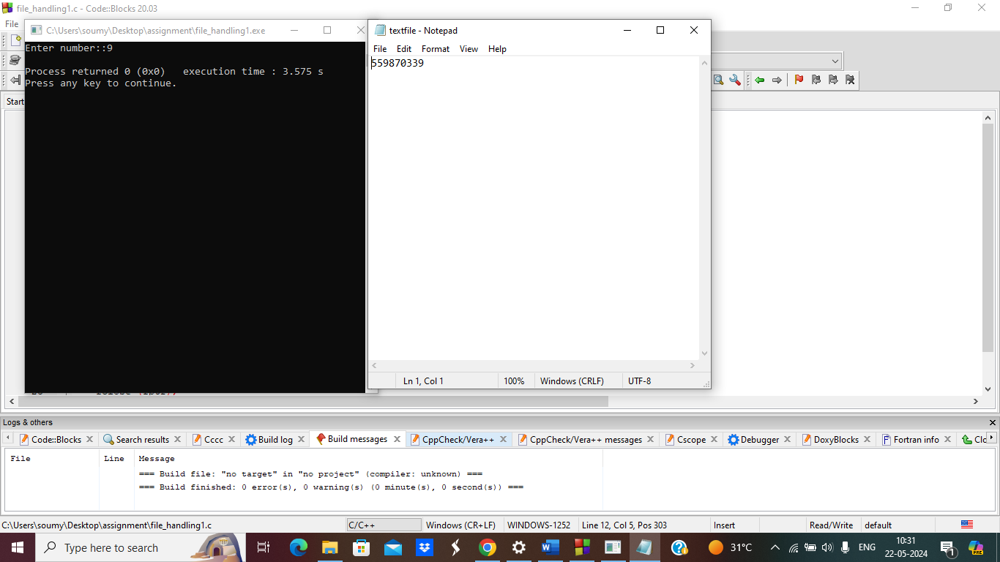 file_handling1.c - Code::Blocks 20.03
File
C:\Users\soumy\Desktop\assignment\file_handling1.exe
Enter number::9
Process returned 0 (0x0)   execution time : 3.575 s
Press any key to continue.
textfile - Notepad
File Edit Format View Help
559870339
Ln 1, Col 1 100% Windows (CRLF) UTF-8
Start
Logs & others
Code::Blocks Search results Cccc Build log Build messages CppCheck/Vera++ CppCheck/Vera++ messages Cscope Debugger DoxyBlocks Fortran info Clo
File Line Message
=== Build file: "no target" in "no project" (compiler: unknown) ===
=== Build finished: 0 error(s), 0 warning(s) (0 minute(s), 0 second(s)) ===
C:\Users\soumy\Desktop\assignment\file_handling1.c C/C++ Windows (CR+LF) WINDOWS-1252 Line 12, Col 5, Pos 303 Insert Read/Write default
Type here to search 31°C ENG 10:31
22-05-2024 1 PRE